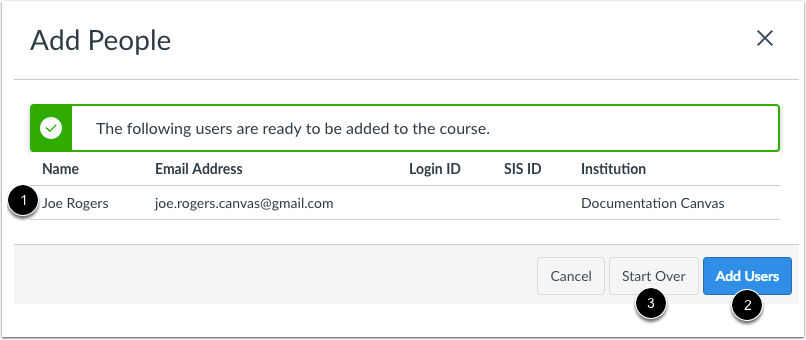 Add People
The following users are ready to be added to the course.
Name Email Address Login ID SIS ID Institution
1 Joe Rogers joe.rogers.canvas@gmail.com Documentation Canvas
Cancel Start Over Add Users
3 2